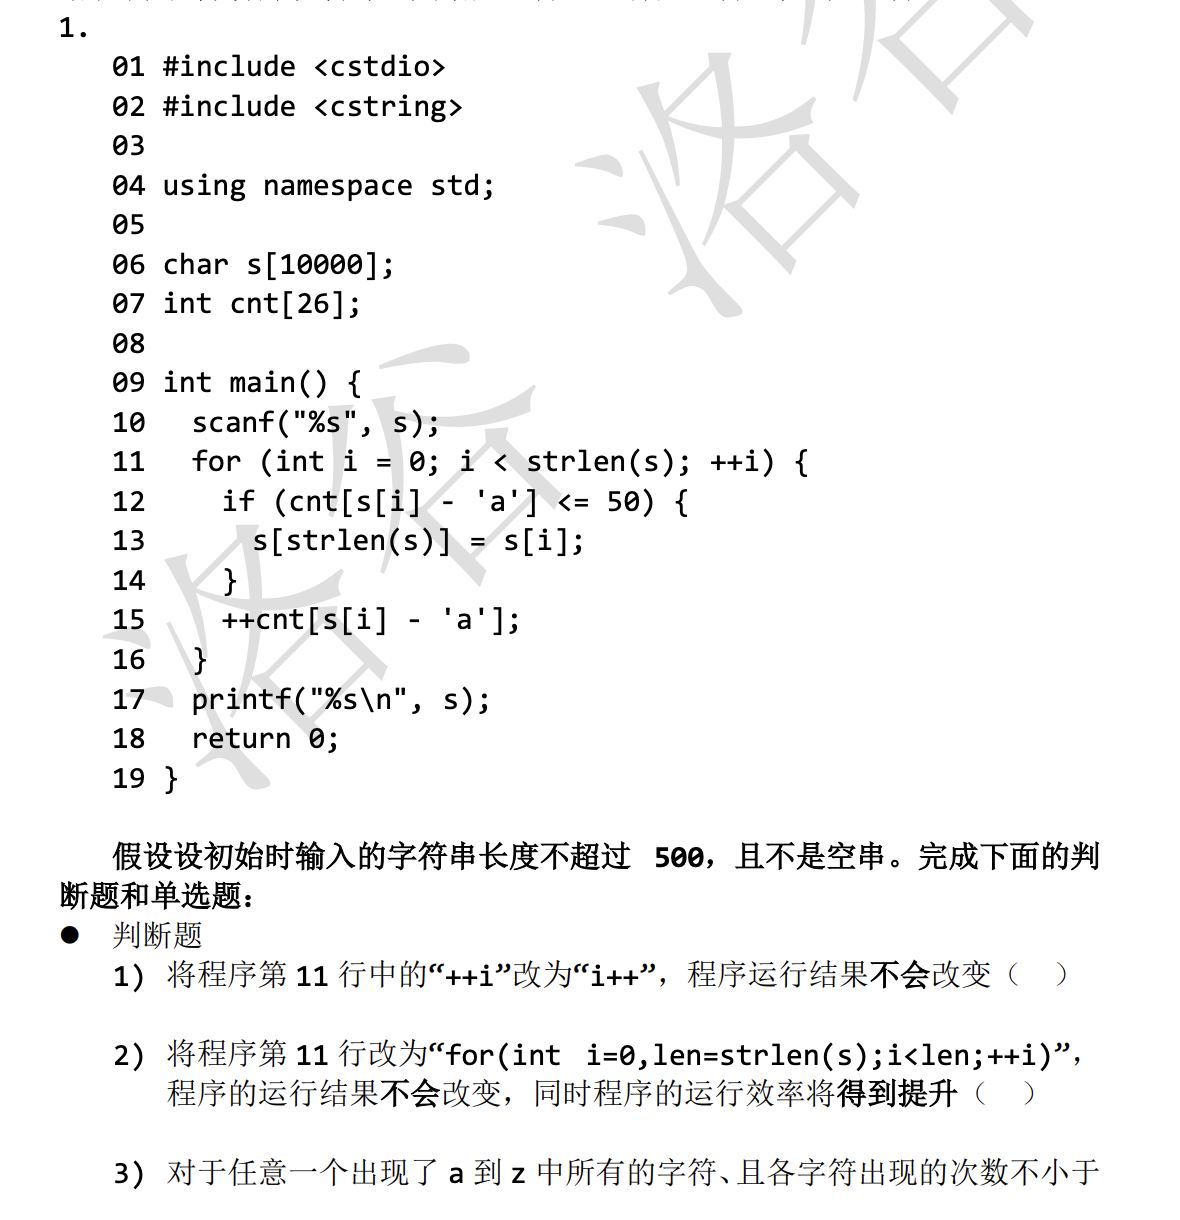 1.
01 #include <cstdio>
02 #include <cstring>
03
04 using namespace std;
05
06 char s[10000];
07 int cnt[26];
08
09 int main() {
10   scanf("%s", s);
11   for (int i = 0; i < strlen(s); ++i) {
12     if (cnt[s[i] - 'a'] <= 50) {
13       s[strlen(s)] = s[i];
14     }
15     ++cnt[s[i] - 'a'];
16   }
17   printf("%s\n", s);
18   return 0;
19 }
假设设初始时输入的字符串长度不超过 500，且不是空串。完成下面的判
断题和单选题：
● 判断题
1) 将程序第 11 行中的“++i”改为“i++”，程序运行结果不会改变（ ）
2) 将程序第 11 行改为“for(int i=0,len=strlen(s);i<len;++i)”，
程序的运行结果不会改变，同时程序的运行效率将得到提升（ ）
3) 对于任意一个出现了 a 到 z 中所有的字符、且各字符出现的次数不小于
洛谷
洛谷